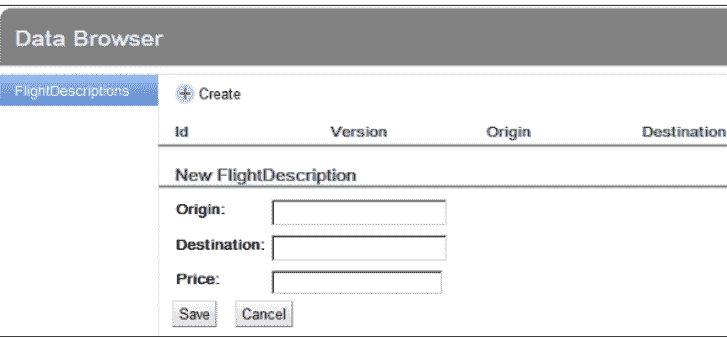 Data Browser
FlightDescriptions
Create
Id Version Origin Destination
New FlightDescription
Origin:
Destination:
Price:
Save Cancel